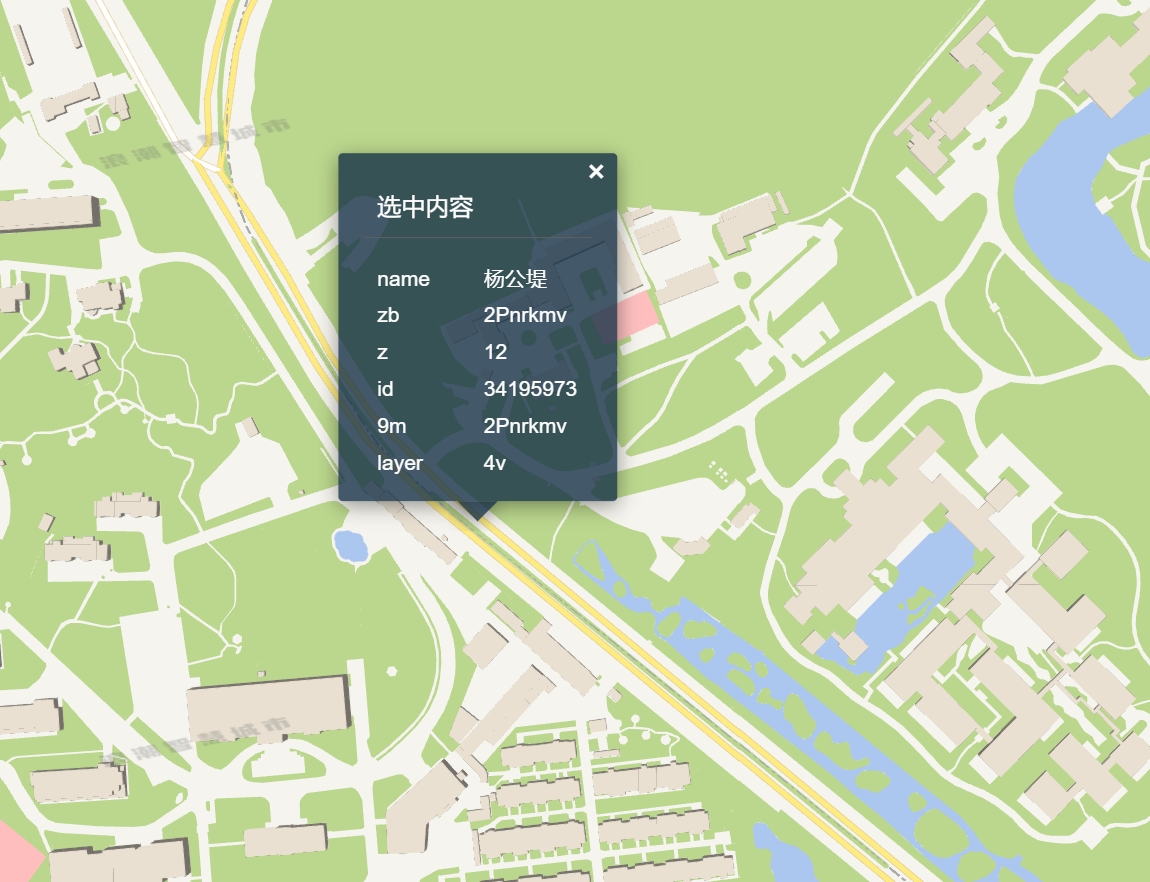 浪潮智慧城市
×
选中内容
name 杨公堤
zb 2Pnrkmv
z 12
id 34195973
9m 2Pnrkmv
layer 4v
浪潮智慧城市